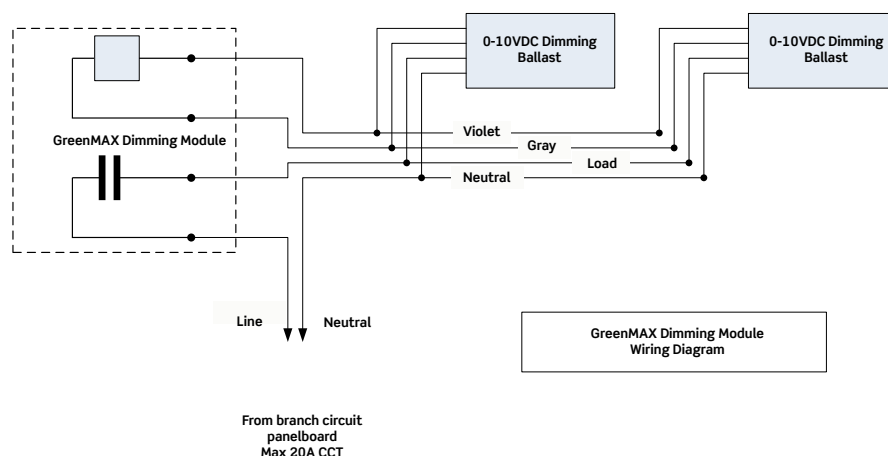 0-10VDC Dimming
Ballast
0-10VDC Dimming
Ballast
GreenMAX Dimming Module
Violet
Gray
Load
Neutral
Line
Neutral
GreenMAX Dimming Module
Wiring Diagram
From branch circuit
panelboard
Max 20A CCT